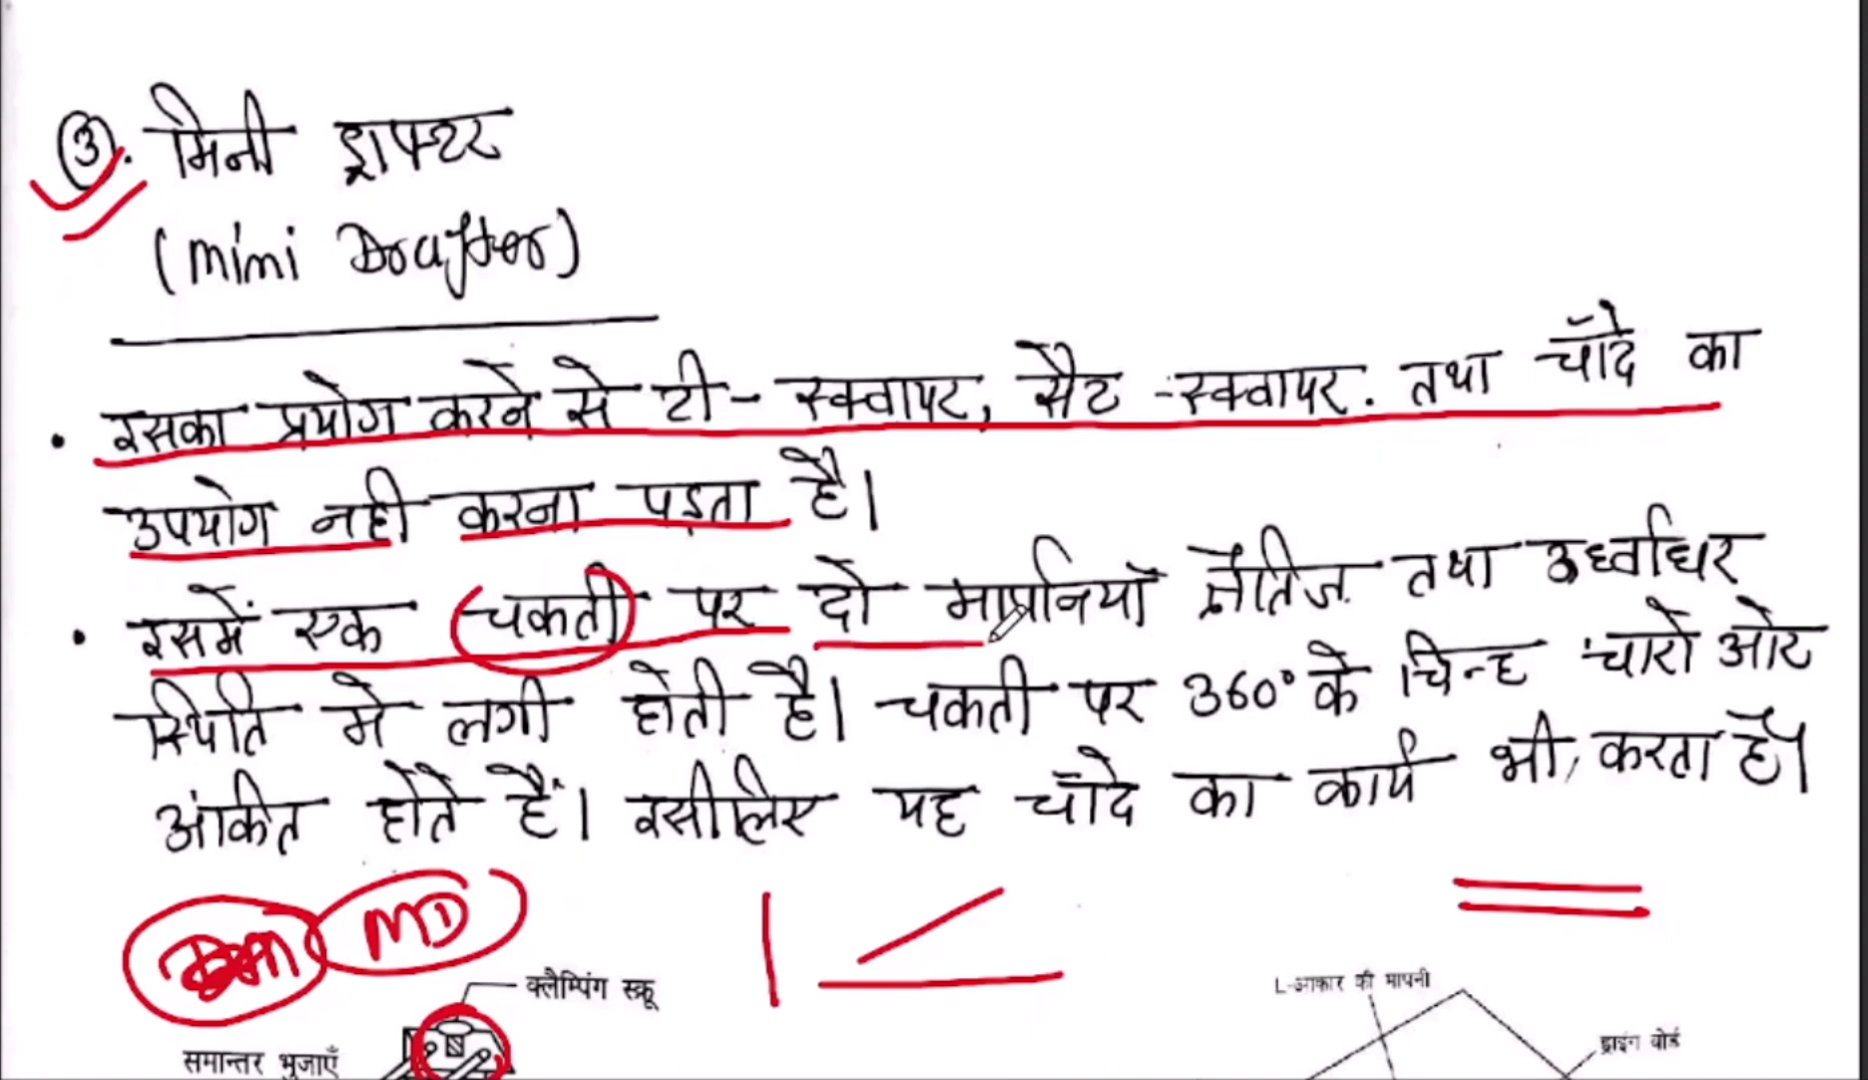 ③. मिनी ड्राफ्टर
(mini Drafter)
• इसका प्रयोग करने से टी- स्क्वायर, सैट -स्क्वायर. तथा चाँदे का
उपयोग नही करना पड़ता है।
• इसमें एक चकती पर दो मापनियाँ क्षैतिज तथा उर्ध्वाधर
स्थिति मे लगी होती है। चकती पर 360° के चिन्ह चारो ओर
अंकित होते हैं। इसीलिए यह चाँदे का कार्य भी, करता है।
MD
क्लैम्पिंग स्क्रू
L-आकार की मापनी
ड्राइंग बोर्ड
समान्तर भुजाएँ